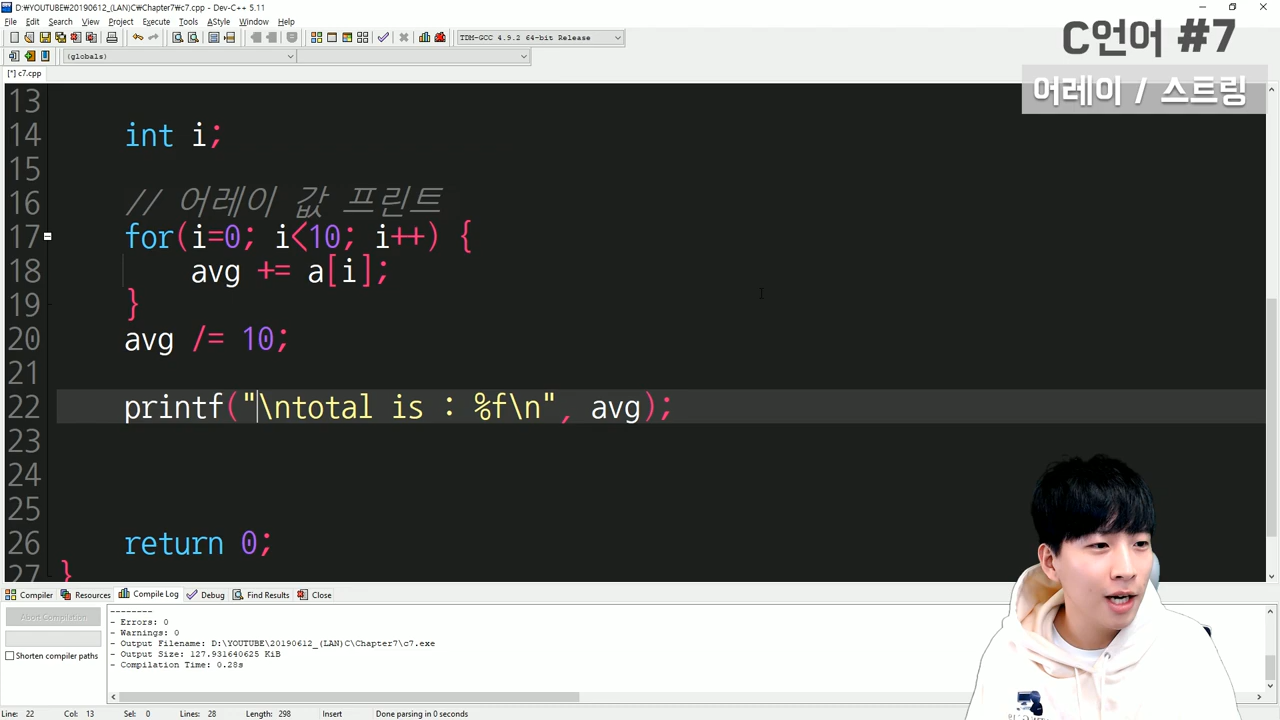 D:\YOUTUBE\20190612_(LAN)C\Chapter7\c7.cpp - Dev-C++ 5.11
File Edit Search View Project Execute Tools AStyle Window Help
TDM-GCC 4.9.2 64-bit Release
(globals)
[*] c7.cpp
C언어 #7
어레이 / 스트링
13
14 int i;
15
16 // 어레이 값 프린트
17 for(i=0; i<10; i++) {
18 avg += a[i];
19 }
20 avg /= 10;
21
22 printf("\ntotal is : %f\n", avg);
23
24
25
26 return 0;
27 }
Compiler Resources Compile Log Debug Find Results Close
Abort Compilation
Shorten compiler paths
--------
- Errors: 0
- Warnings: 0
- Output Filename: D:\YOUTUBE\20190612_(LAN)C\Chapter7\c7.exe
- Output Size: 127.931640625 KiB
- Compilation Time: 0.28s
Line: 22 Col: 13 Sel: 0 Lines: 28 Length: 298 Insert Done parsing in 0 seconds